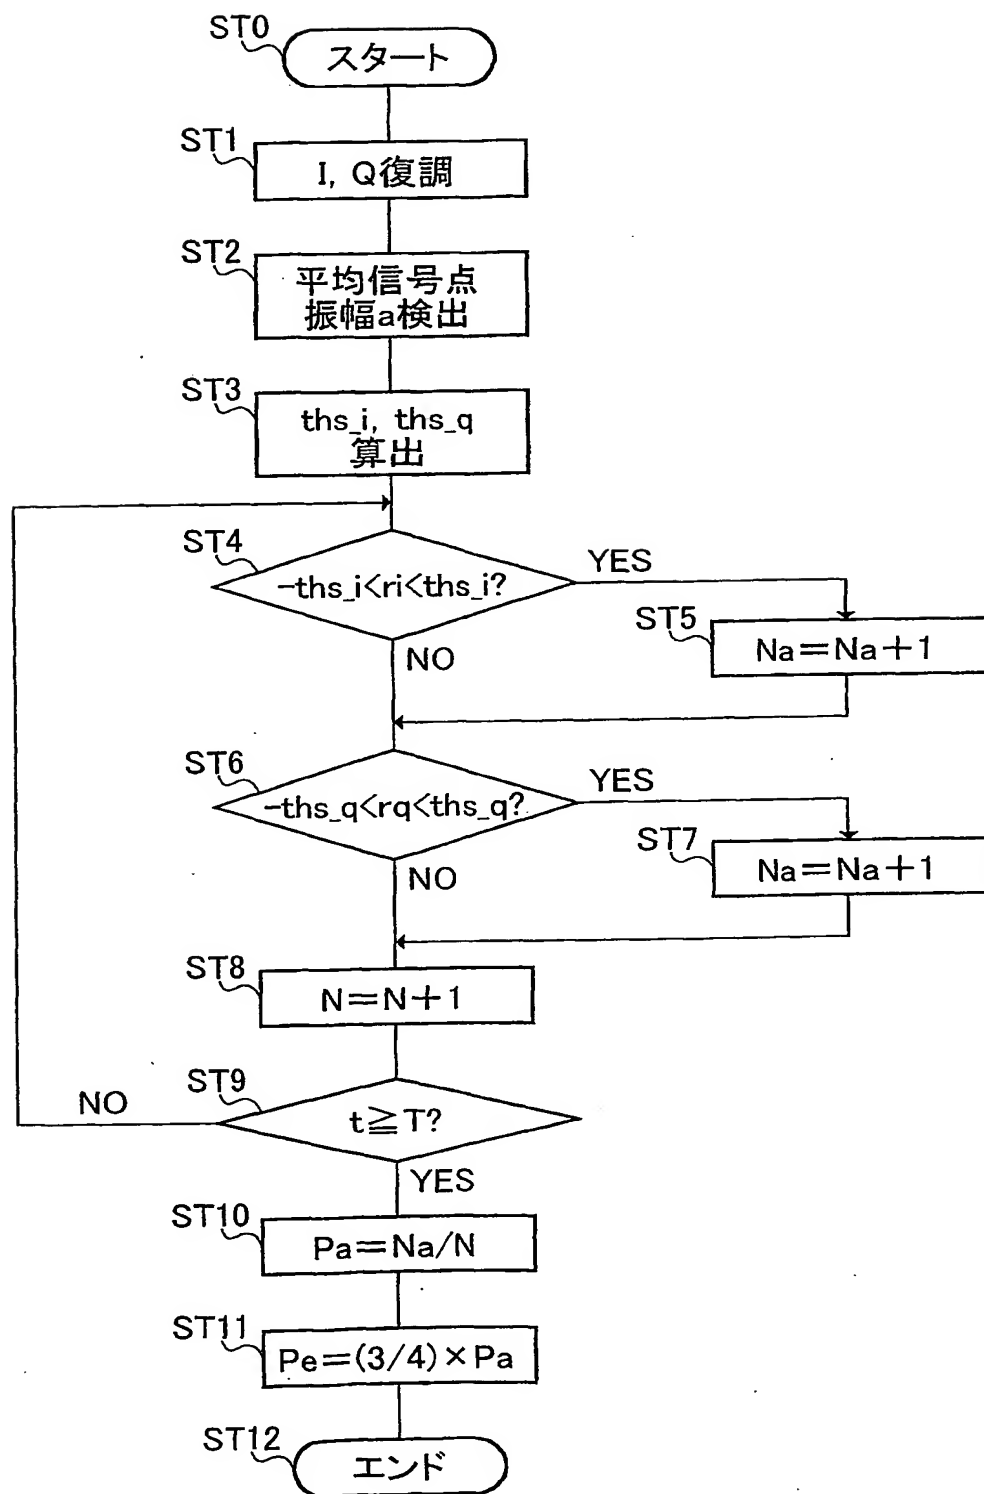 ST0
スタート
ST1
I, Q復調
ST2
平均信号点
振幅a検出
ST3
ths_i, ths_q
算出
ST4
-ths_i<ri<ths_i?
YES
ST5
Na=Na+1
NO
ST6
-ths_q<rq<ths_q?
YES
ST7
Na=Na+1
NO
ST8
N=N+1
ST9
NO
t≧T?
YES
ST10
Pa=Na/N
ST11
Pe=(3/4)×Pa
ST12
エンド